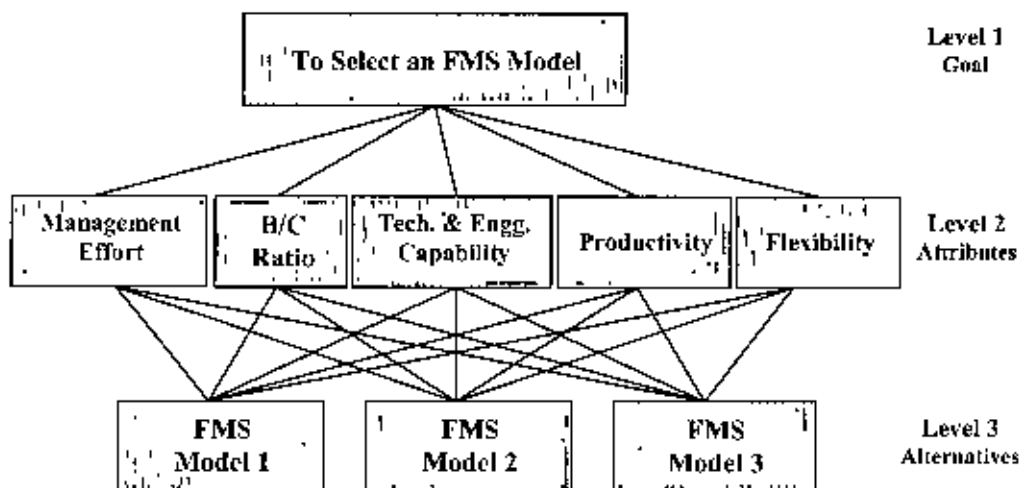 To Select an FMS Model
Level 1
Goal
Management
Effort
B/C
Ratio
Tech. & Engg.
Capability
Productivity
Flexibility
Level 2
Attributes
FMS
Model 1
FMS
Model 2
FMS
Model 3
Level 3
Alternatives